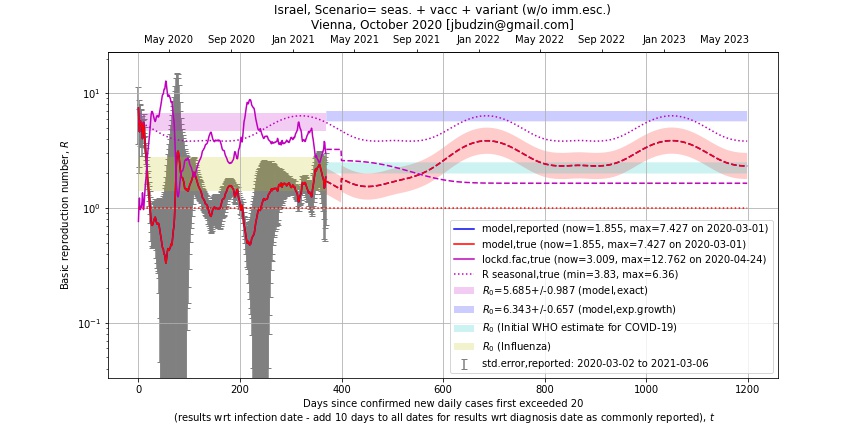 Israel, Scenario= seas. + vacc + variant (w/o imm.esc.)
Vienna, October 2020 [jbudzin@gmail.com]
May 2020 Sep 2020 Jan 2021 May 2021 Sep 2021 Jan 2022 May 2022 Sep 2022 Jan 2023 May 2023
Basic reproduction number, R
10¹
10⁰
10⁻¹
model,reported (now=1.855, max=7.427 on 2020-03-01)
model,true (now=1.855, max=7.427 on 2020-03-01)
lockd.fac,true (now=3.009, max=12.762 on 2020-04-24)
R seasonal,true (min=3.83, max=6.36)
R₀=5.685+/-0.987 (model,exact)
R₀=6.343+/-0.657 (model,exp.growth)
R₀ (Initial WHO estimate for COVID-19)
R₀ (Influenza)
std.error,reported: 2020-03-02 to 2021-03-06
0 200 400 600 800 1000 1200
Days since confirmed new daily cases first exceeded 20
(results wrt infection date - add 10 days to all dates for results wrt diagnosis date as commonly reported), t